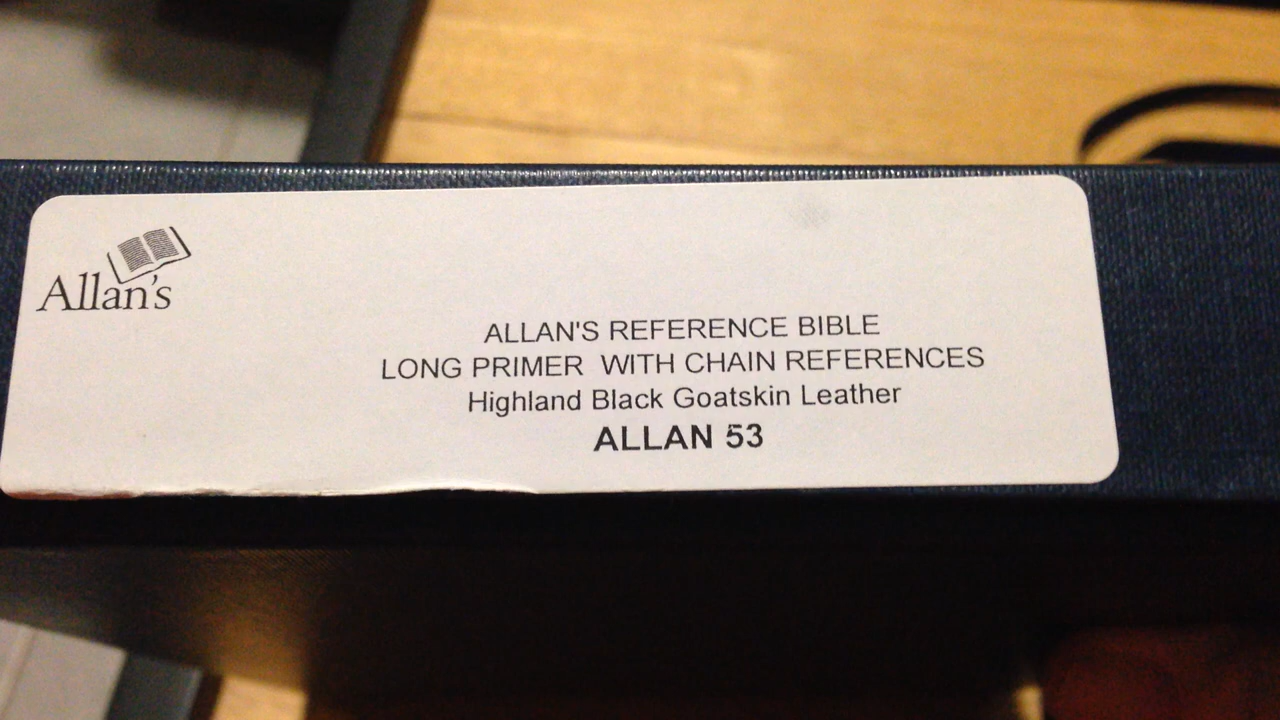 Allan's
ALLAN'S REFERENCE BIBLE
LONG PRIMER WITH CHAIN REFERENCES
Highland Black Goatskin Leather
ALLAN 53